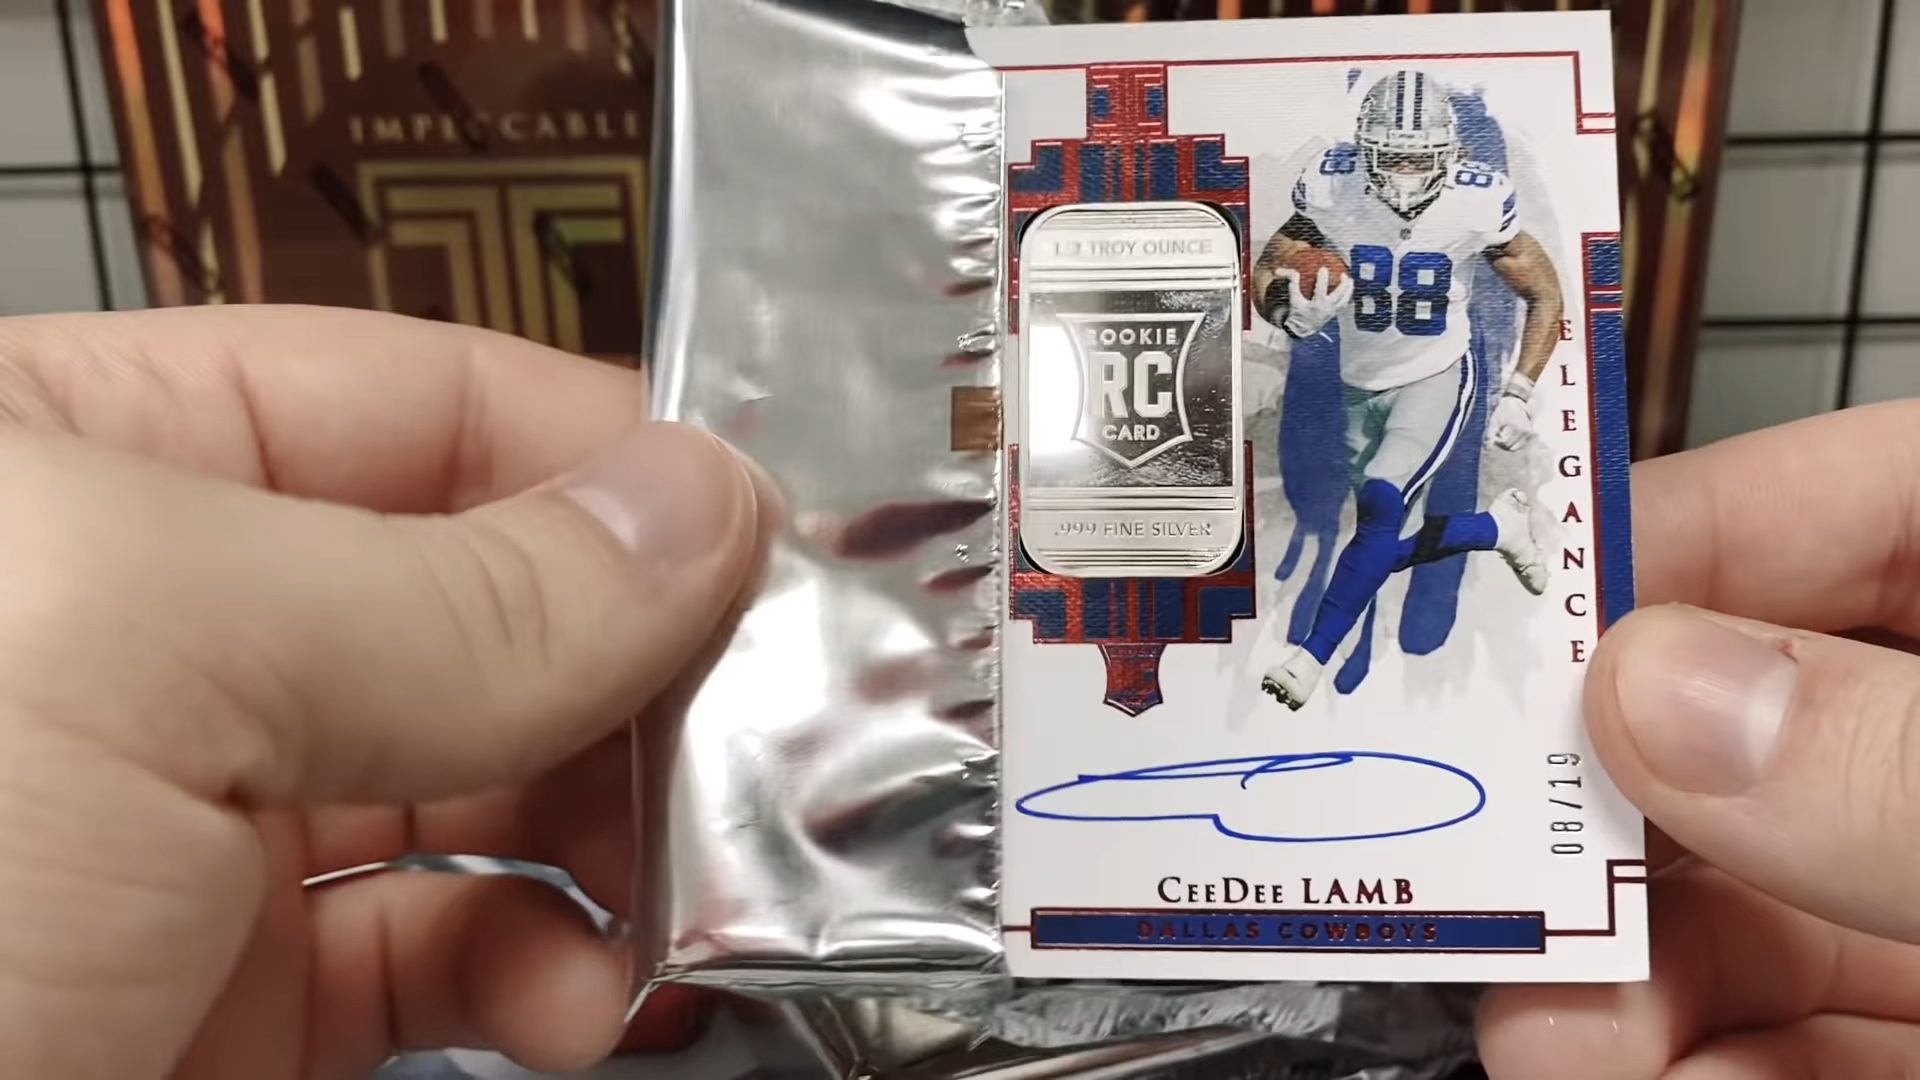 IMPECCABLE
1/2 TROY OUNCE
ROOKIE
RC
CARD
.999 FINE SILVER
88
88
88
ELEGANCE
08/19
CEEDEE LAMB
DALLAS COWBOYS